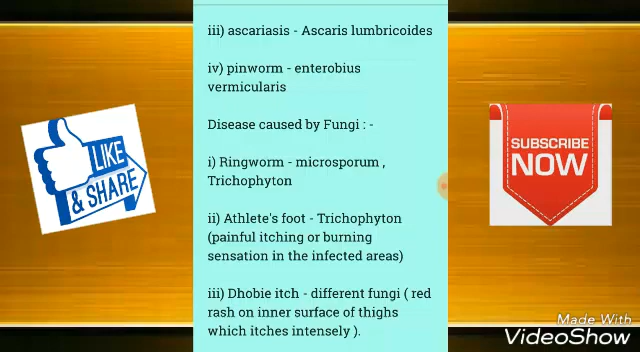 iii) ascariasis - Ascaris lumbricoides
iv) pinworm - enterobius
vermicularis
Disease caused by Fungi : -
i) Ringworm - microsporum ,
Trichophyton
ii) Athlete's foot - Trichophyton
(painful itching or burning
sensation in the infected areas)
iii) Dhobie itch - different fungi ( red
rash on inner surface of thighs
which itches intensely ).
LIKE
& SHARE
SUBSCRIBE
NOW
Made With
VideoShow